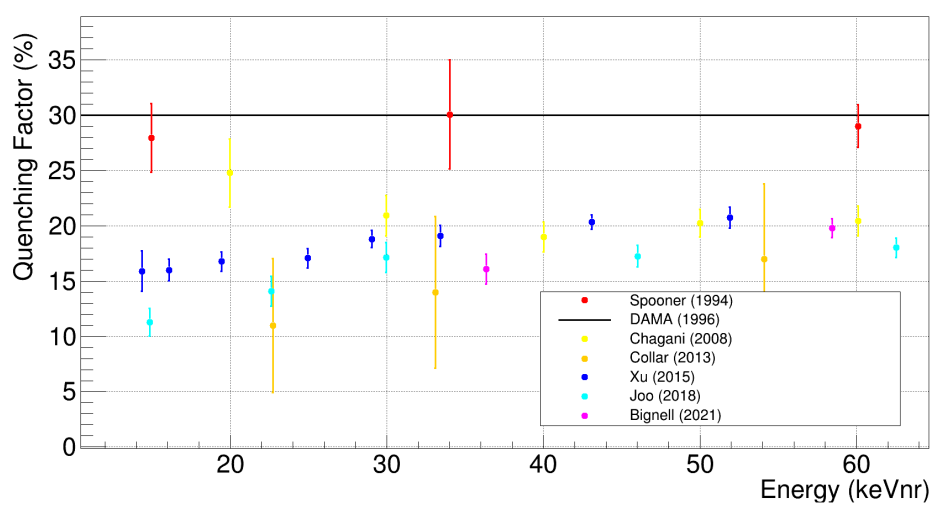 Quenching Factor (%)
35
30
25
20
15
10
5
0
Spooner (1994)
DAMA (1996)
Chagani (2008)
Collar (2013)
Xu (2015)
Joo (2018)
Bignell (2021)
20 30 40 50 60
Energy (keVnr)